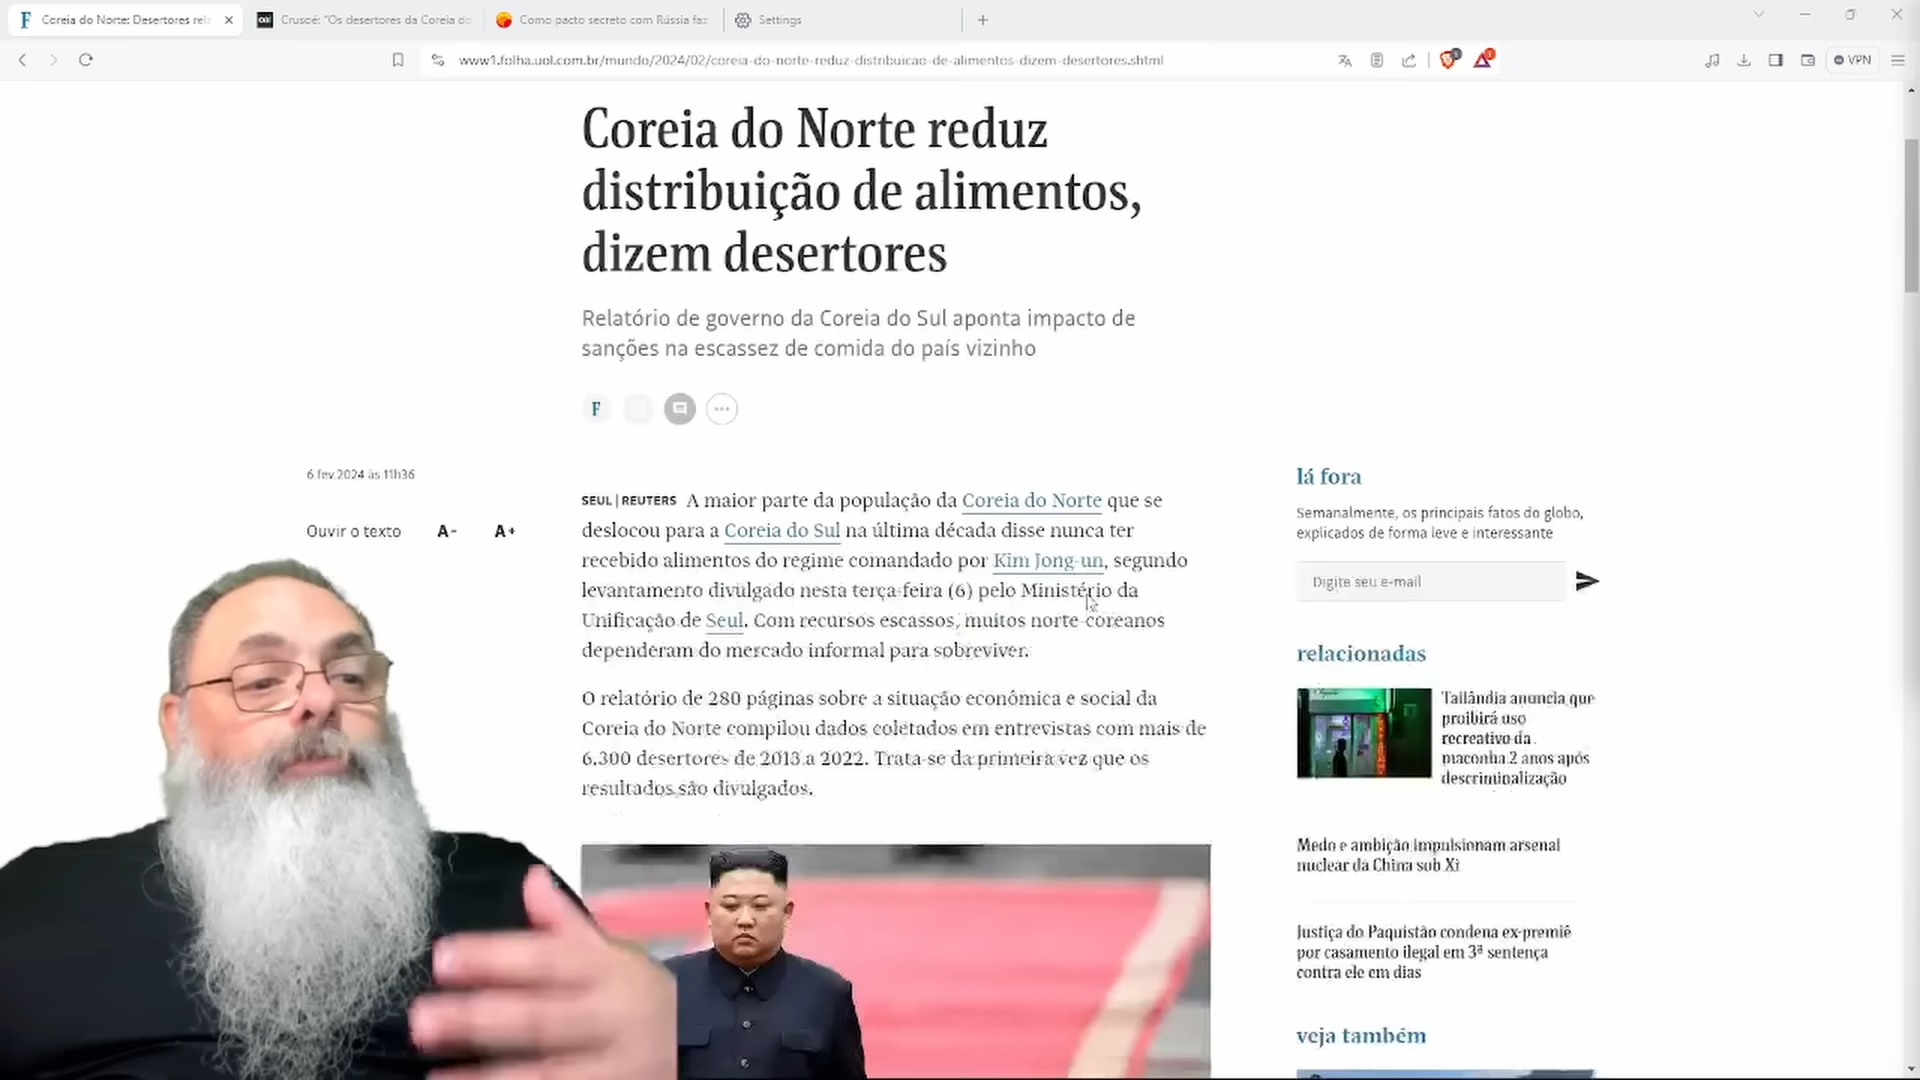 Coreia do Norte: Desertores rela
Crusoé: "Os desertores da Coreia do
Como pacto secreto com Rússia faz
Settings
www1.folha.uol.com.br/mundo/2024/02/coreia-do-norte-reduz-distribuicao-de-alimentos-dizem-desertores.shtml
VPN
Coreia do Norte reduz
distribuição de alimentos,
dizem desertores
Relatório de governo da Coreia do Sul aponta impacto de
sanções na escassez de comida do país vizinho
F
6.fev.2024 às 11h36
Ouvir o texto A- A+
SEUL | REUTERS A maior parte da população da Coreia do Norte que se
deslocou para a Coreia do Sul na última década disse nunca ter
recebido alimentos do regime comandado por Kim Jong-un, segundo
levantamento divulgado nesta terça-feira (6) pelo Ministério da
Unificação de Seul. Com recursos escassos, muitos norte-coreanos
dependeram do mercado informal para sobreviver.
O relatório de 280 páginas sobre a situação econômica e social da
Coreia do Norte compilou dados coletados em entrevistas com mais de
6.300 desertores de 2013 a 2022. Trata-se da primeira vez que os
resultados são divulgados.
lá fora
Semanalmente, os principais fatos do globo,
explicados de forma leve e interessante
Digite seu e-mail
relacionadas
Tailândia anuncia que
proibirá uso
recreativo da
maconha 2 anos após
descriminalização
Medo e ambição impulsionam arsenal
nuclear da China sob Xi
Justiça do Paquistão condena ex-premiê
por casamento ilegal em 3ª sentença
contra ele em dias
veja também